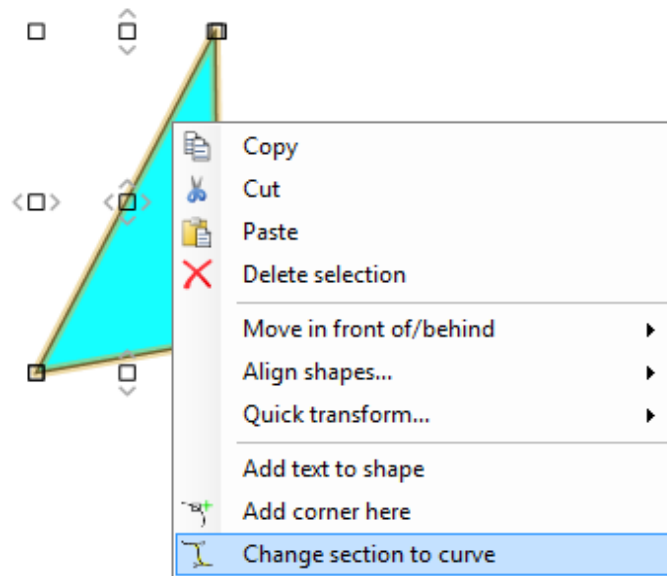 Copy
Cut
Paste
Delete selection
Move in front of/behind
Align shapes...
Quick transform...
Add text to shape
Add corner here
Change section to curve